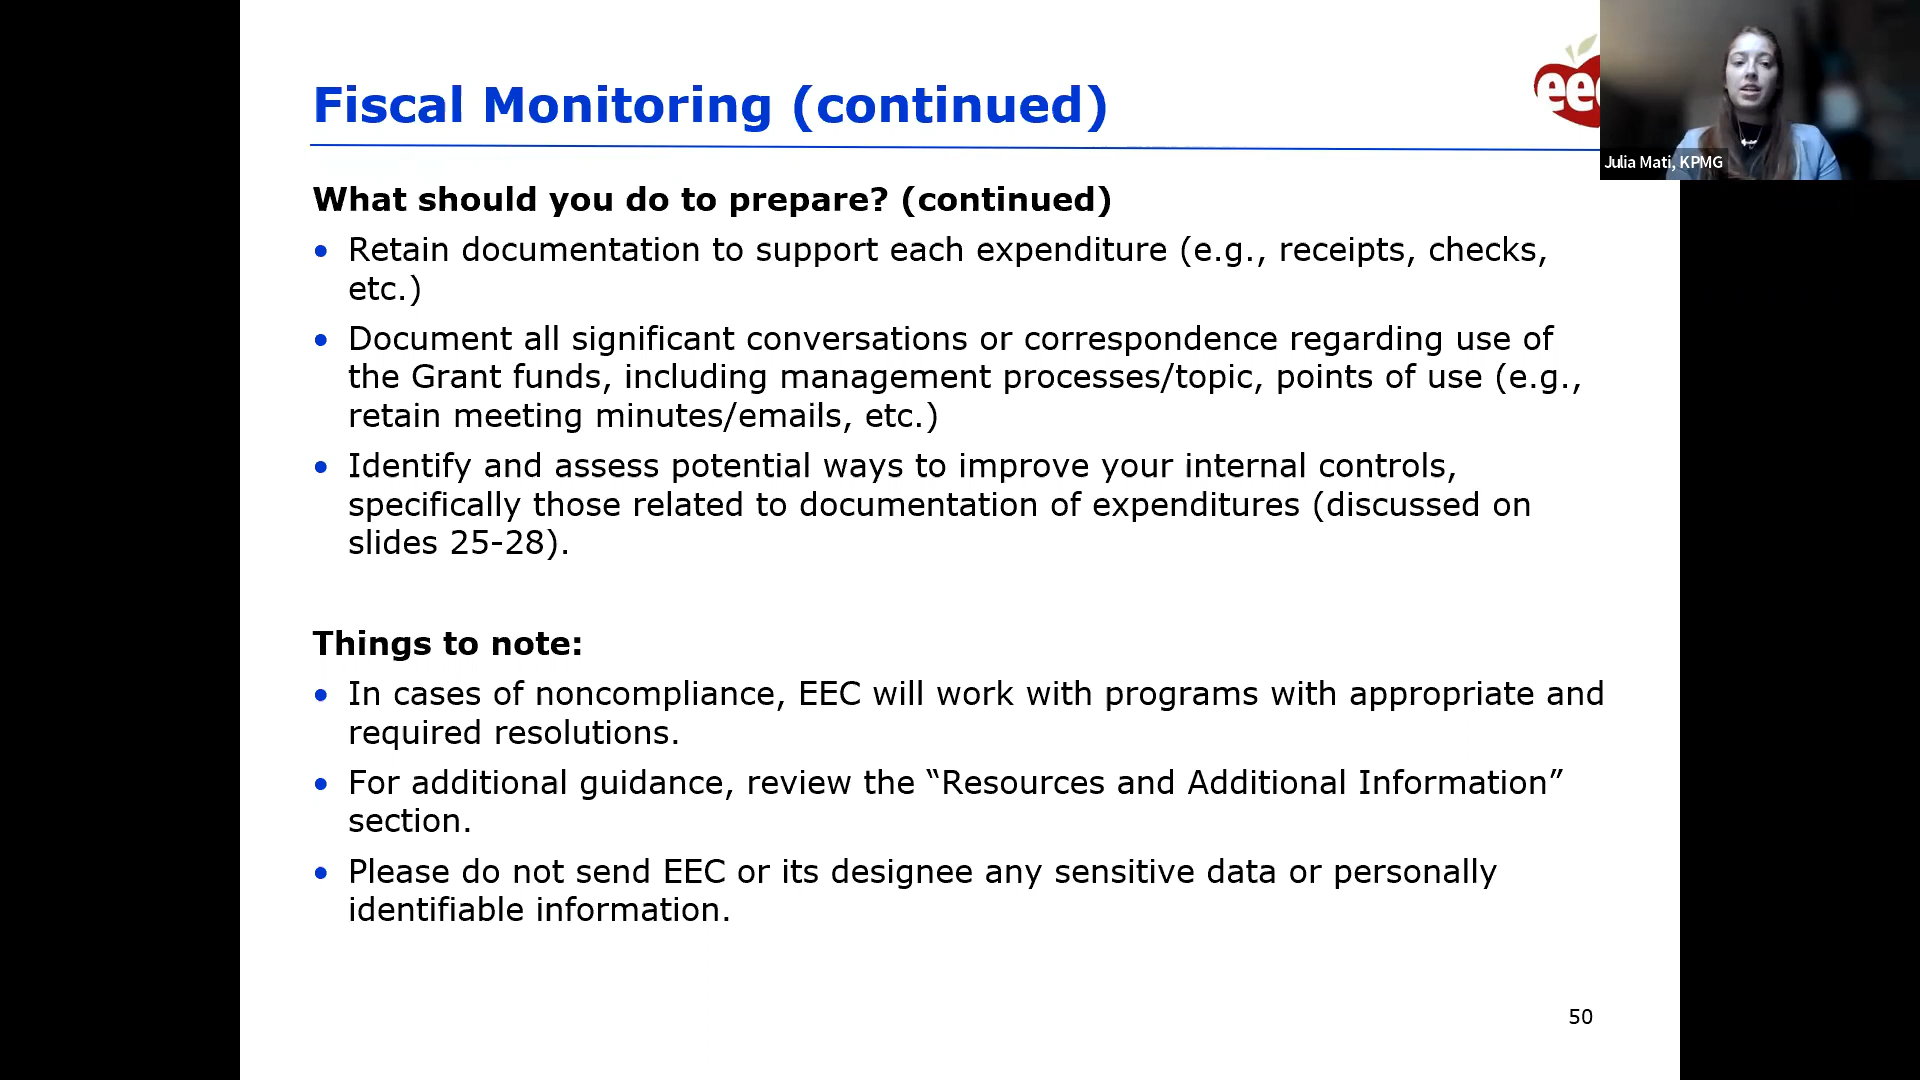 Fiscal Monitoring (continued)
ee
Julia Mati, KPMG
What should you do to prepare? (continued)
• Retain documentation to support each expenditure (e.g., receipts, checks,
etc.)
• Document all significant conversations or correspondence regarding use of
the Grant funds, including management processes/topic, points of use (e.g.,
retain meeting minutes/emails, etc.)
• Identify and assess potential ways to improve your internal controls,
specifically those related to documentation of expenditures (discussed on
slides 25-28).
Things to note:
• In cases of noncompliance, EEC will work with programs with appropriate and
required resolutions.
• For additional guidance, review the “Resources and Additional Information”
section.
• Please do not send EEC or its designee any sensitive data or personally
identifiable information.
50